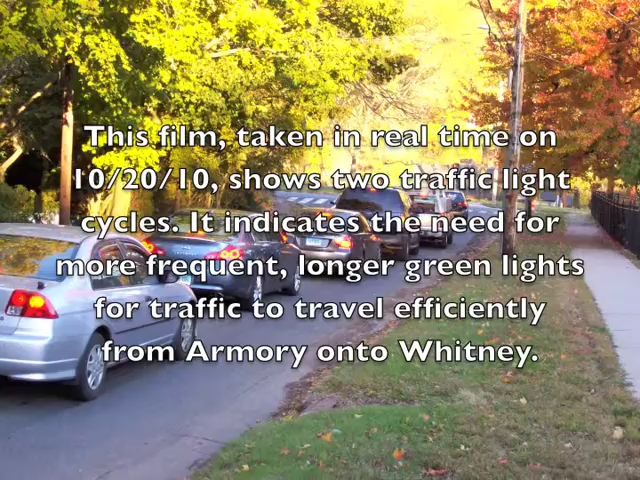 This film, taken in real time on
10/20/10, shows two traffic light
cycles. It indicates the need for
more frequent, longer green lights
for traffic to travel efficiently
from Armory onto Whitney.